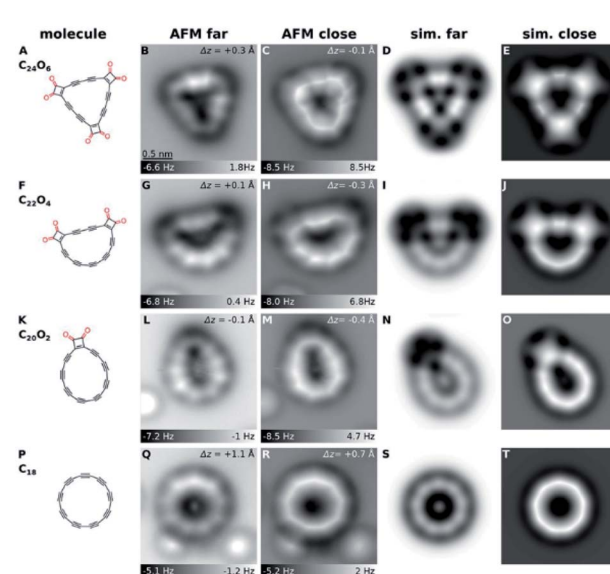 molecule AFM far AFM close sim. far sim. close
A B Δz = +0.3 Å C Δz= -0.1 Å D E
C24O6
0.5 nm
-6.6 Hz 1.8Hz -8.5 Hz 8.5Hz
F G Δz = +0.1 Å H Δz = -0.3 Å I J
C22O4
-6.8 Hz 0.4 Hz -8.0 Hz 6.8Hz
K L Δz = -0.1 Å M Δz = -0.4 Å N O
C20O2
-7.2 Hz -1 Hz -8.5 Hz 4.7 Hz
P Q Δz = +1.1 Å R Δz= +0.7 Å S T
C18
-5.1 Hz -1.2 Hz -5.2 Hz 2 Hz